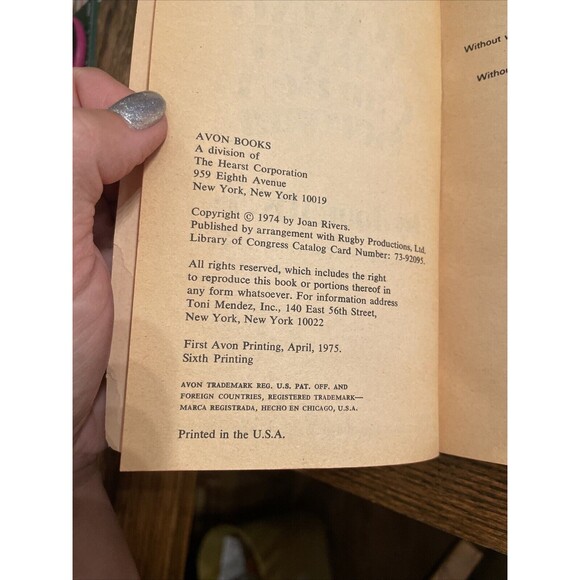 AVON BOOKS
A division of
The Hearst Corporation
959 Eighth Avenue
New York, New York 10019
Copyright © 1974 by Joan Rivers.
Published by arrangement with Rugby Productions, Ltd.
Library of Congress Catalog Card Number: 73-92095.
All rights reserved, which includes the right
to reproduce this book or portions thereof in
any form whatsoever. For information address
Toni Mendez, Inc., 140 East 56th Street,
New York, New York 10022
First Avon Printing, April, 1975.
Sixth Printing
AVON TRADEMARK REG. U.S. PAT. OFF. AND
FOREIGN COUNTRIES, REGISTERED TRADEMARK—
MARCA REGISTRADA, HECHO EN CHICAGO, U.S.A.
Printed in the U.S.A.
Without
Withou